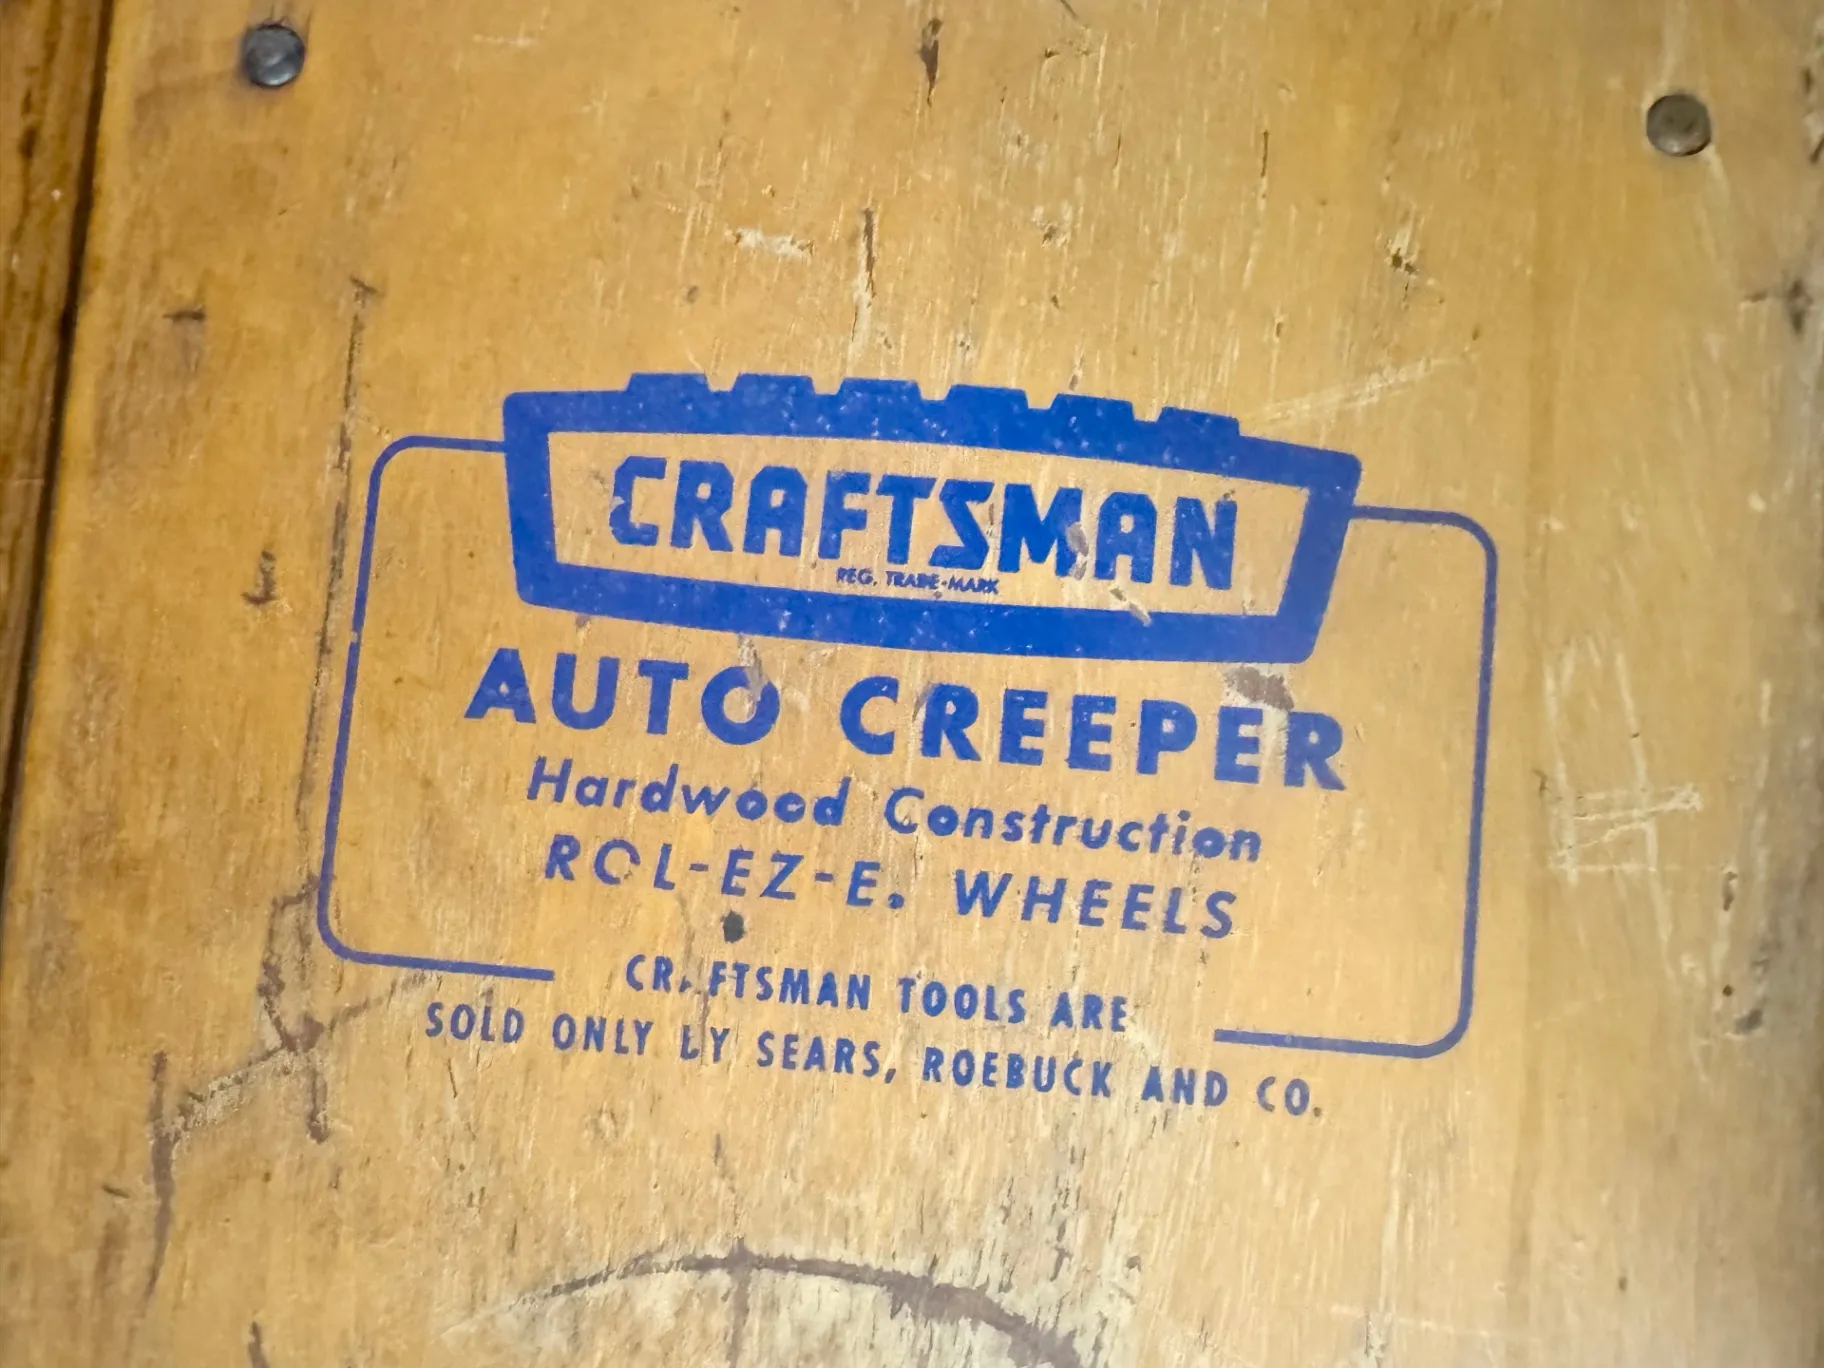 CRAFTSMAN
REG. TRADE-MARK
AUTO CREEPER
Hardwood Construction
ROL-EZ-E. WHEELS
CRAFTSMAN TOOLS ARE
SOLD ONLY BY SEARS, ROEBUCK AND CO.